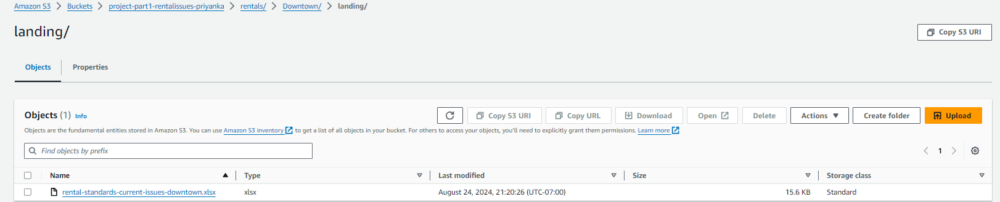 Amazon S3 > Buckets > project-part1-rentalissues-priyanka > rentals/ > Downtown/ > landing/
landing/
Copy S3 URI
Objects
Properties
Objects (1) Info
Copy S3 URI
Copy URL
Download
Open
Delete
Actions
Create folder
Upload
Objects are the fundamental entities stored in Amazon S3. You can use Amazon S3 inventory to get a list of all objects in your bucket. For others to access your objects, you'll need to explicitly grant them permissions. Learn more
Find objects by prefix
1
Name Type Last modified Size Storage class
rental-standards-current-issues-downtown.xlsx xlsx August 24, 2024, 21:20:26 (UTC-07:00) 15.6 KB Standard